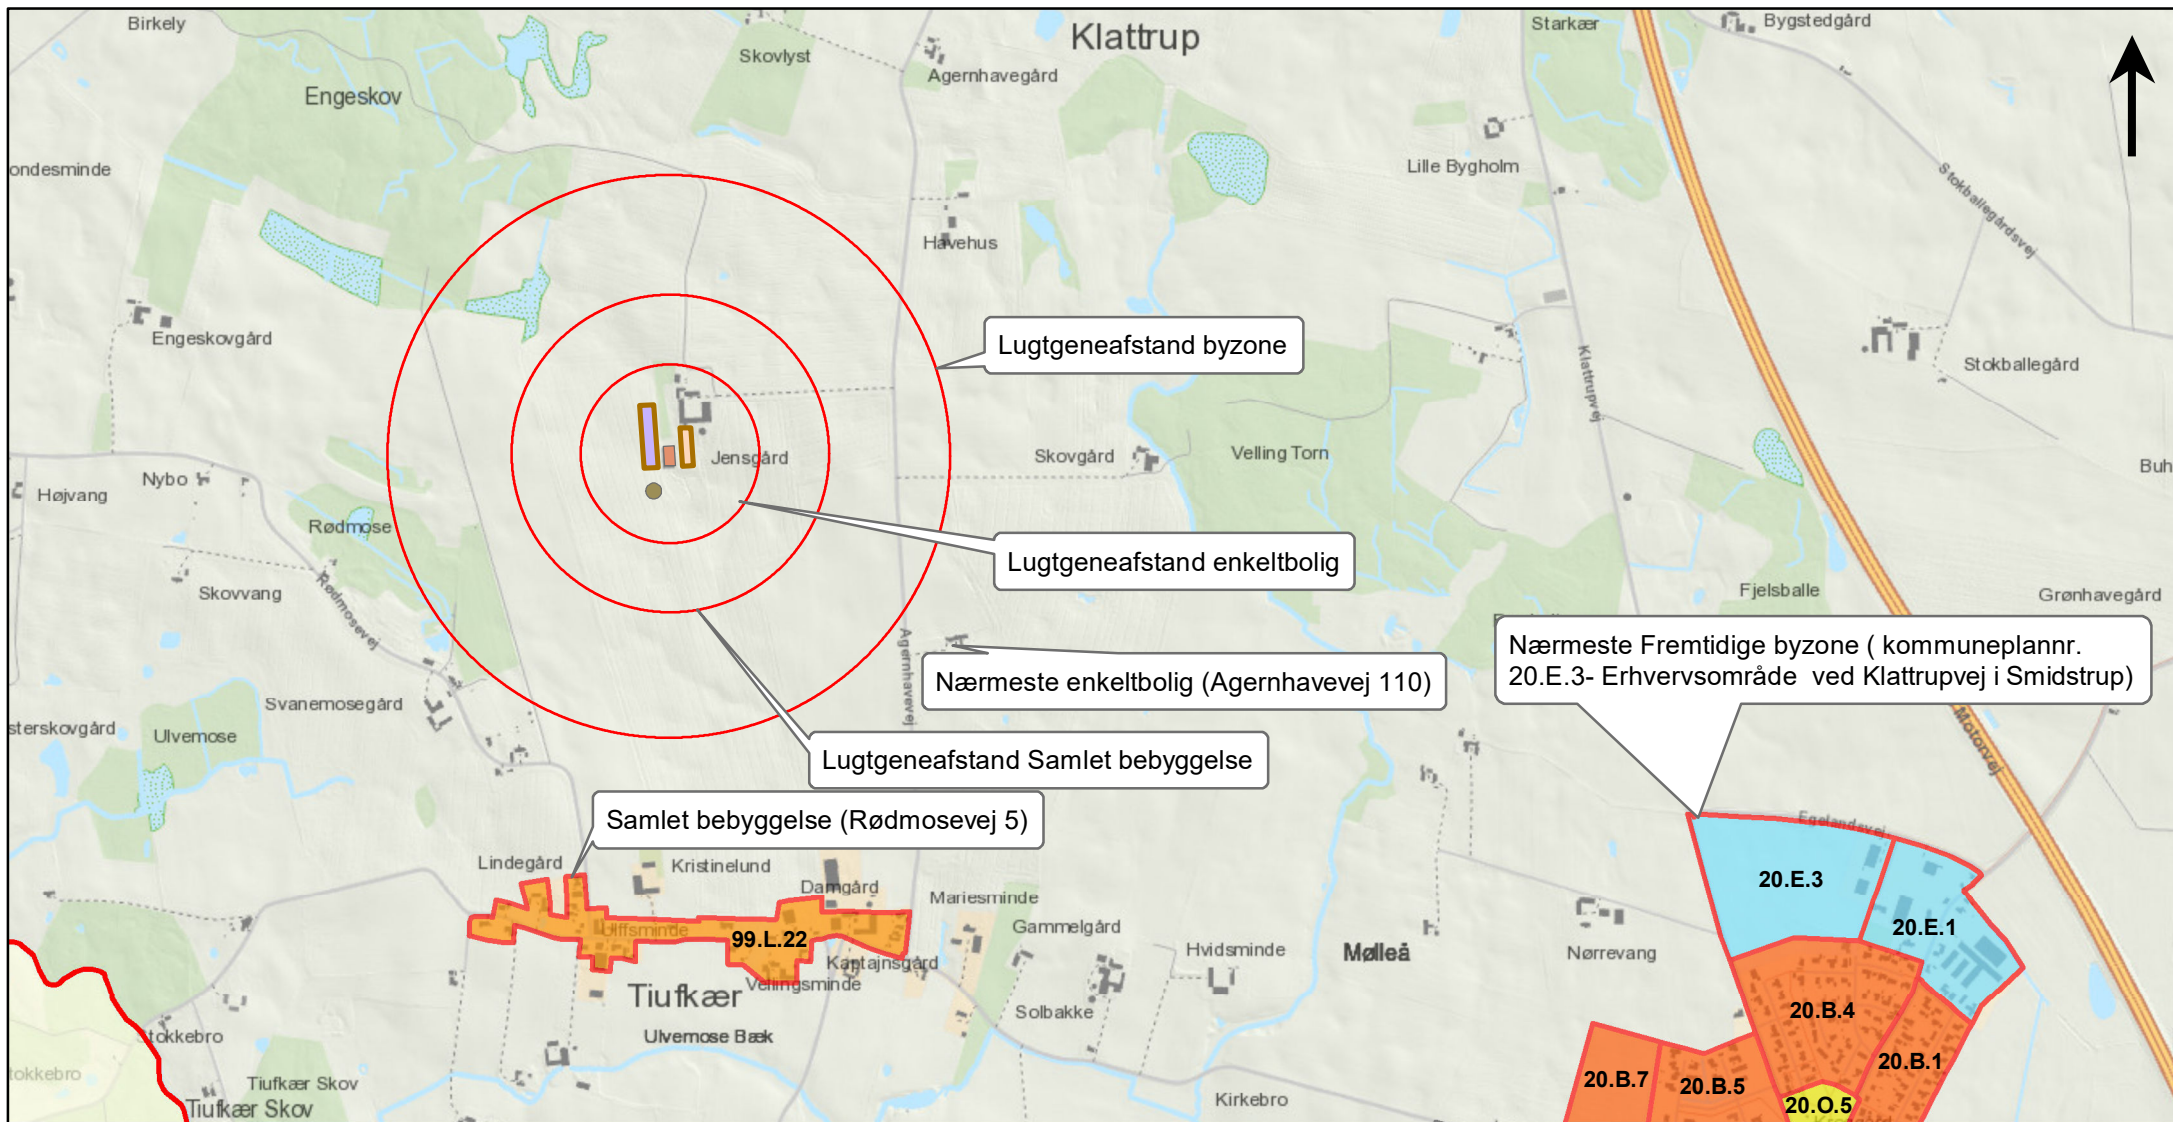 Birkely
Klattrup
Starkær
Bygstedgård
Skovlyst
Agernhavegård
Engeskov
ondesminde
Lille Bygholm
Stokballegårdsvej
Havehus
Engeskovgård
Lugtgeneafstand byzone
Klattrupvej
Stokballegård
Jensgård
Skovgård
Velling Torn
Buh
Nybo
Højvang
Rødmose
Lugtgeneafstand enkeltbolig
Skovvang
Rødmosevej
Fjelsballe
Grønhavegård
Agernhavevej
Nærmeste Fremtidige byzone ( kommuneplannr.
20.E.3- Erhvervsområde  ved Klattrupvej i Smidstrup)
Nærmeste enkeltbolig (Agernhavevej 110)
Svanemosegård
sterskovgård
Ulvemose
Motorvej
Lugtgeneafstand Samlet bebyggelse
Samlet bebyggelse (Rødmosevej 5)
Egelandsvej
Lindegård
Kristinelund
Damgård
Mariesminde
20.E.3
20.E.1
Gammelgård
Ulffsminde
99.L.22
Hvidsminde
Mølleå
Nørrevang
Kaptajnsgård
Vellingsminde
Tiufkær
Solbakke
20.B.4
Stokkebro
Ulvemose Bæk
20.B.1
tokkebro
Tiufkær Skov
Tiufkær Skov
Kirkebro
20.B.7
20.B.5
20.O.5